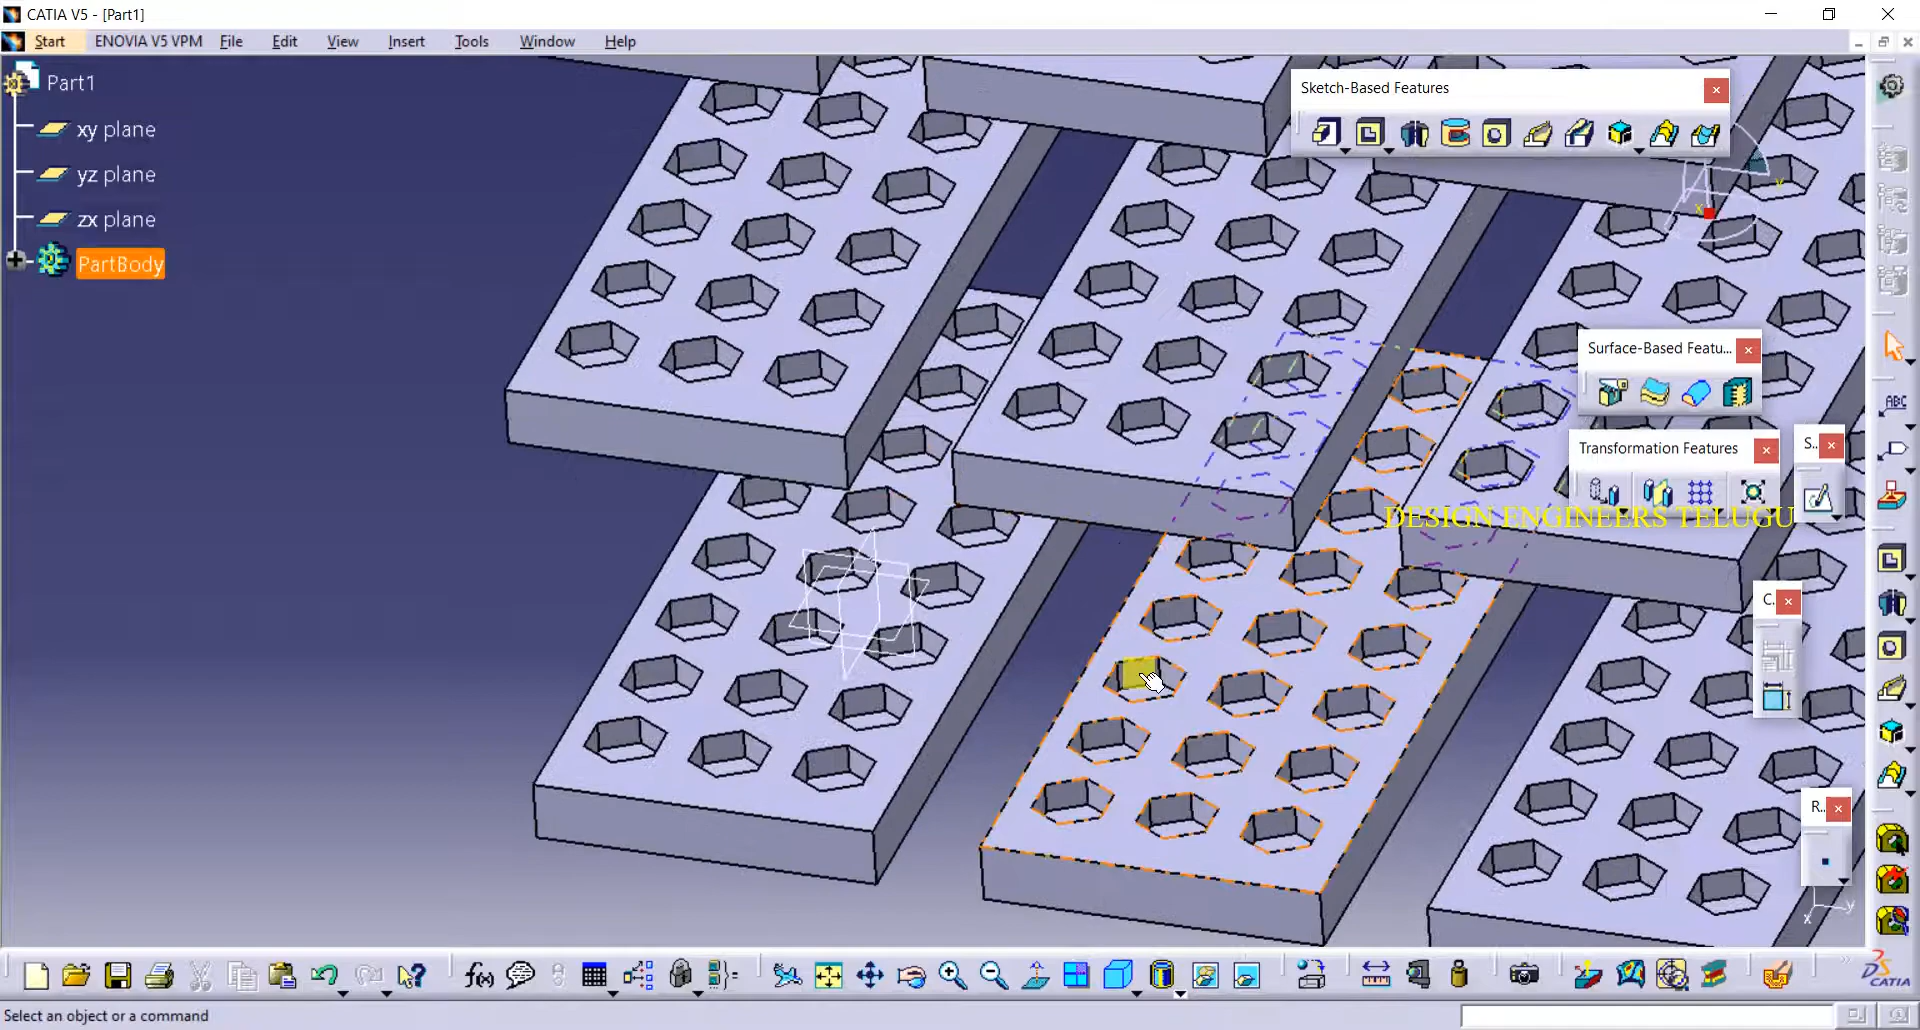 CATIA V5 - [Part1]
Start ENOVIA V5 VPM File Edit View Insert Tools Window Help
Part1
Sketch-Based Features
xy plane
yz plane
zx plane
PartBody
Surface-Based Featu...
ABC
Transformation Features
S..
DESIGN ENGINEERS TELUGU
C.
R..
x y
f(x)
CATIA
Select an object or a command